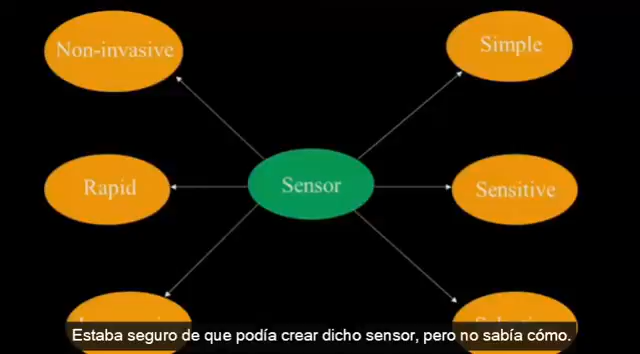 Non-invasive
Simple
Sensor
Rapid
Sensitive
Estaba seguro de que podía crear dicho sensor, pero no sabía cómo.